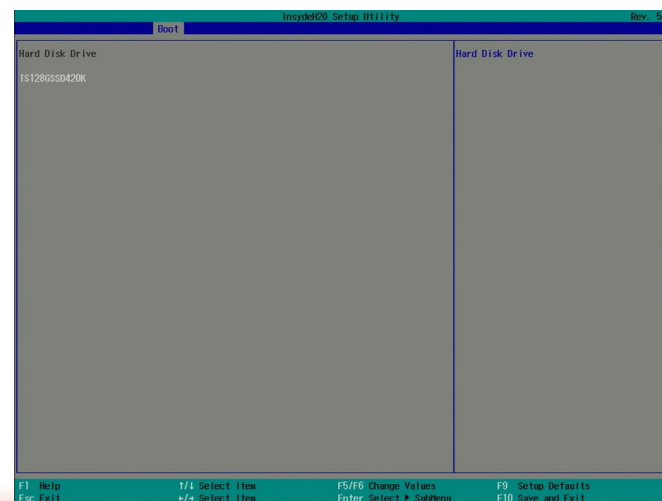 InsydeH20 Setup Utility Rev. 5
Boot
Hard Disk Drive
TS128GSSD420K
Hard Disk Drive
F1 Help ↑/↓ Select Item F5/F6 Change Values F9 Setup Defaults
Esc Exit ←/→ Select Item Enter Select ▶ SubMenu F10 Save and Exit